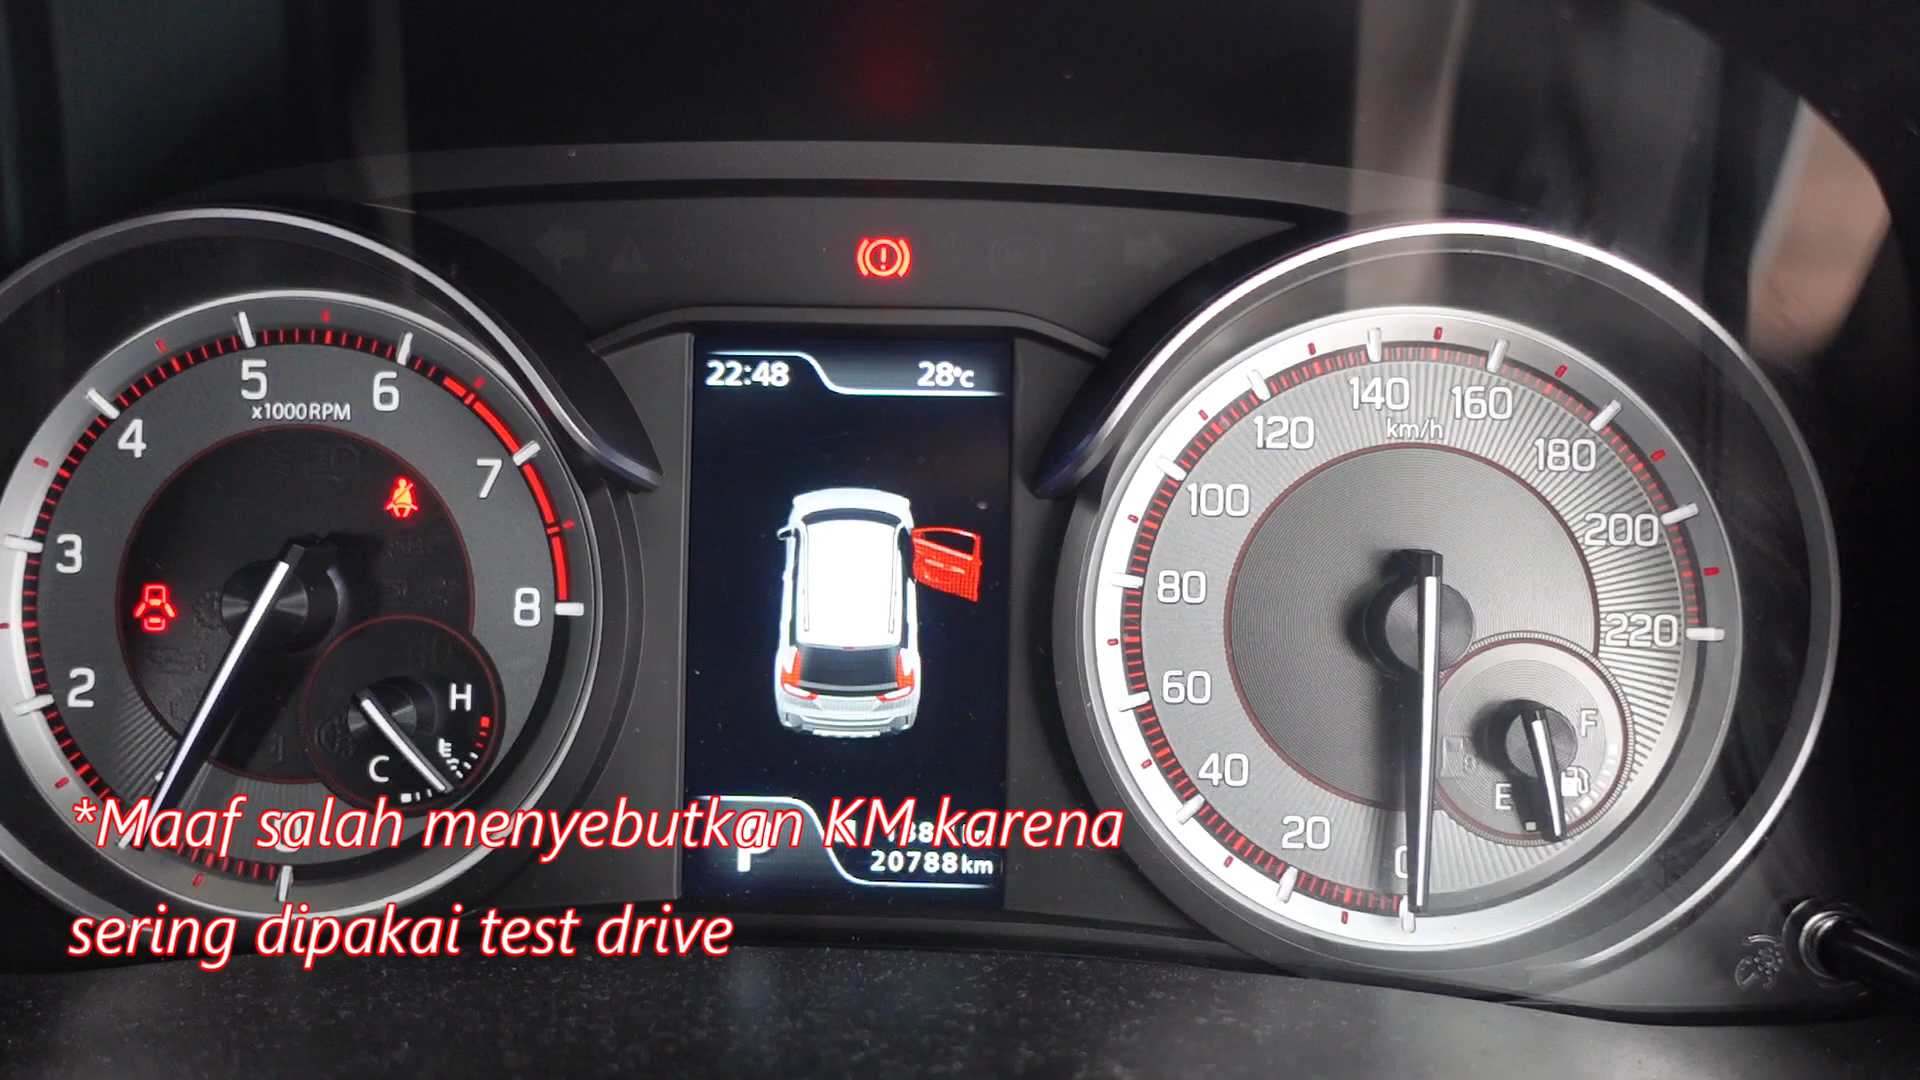 22:48 28°C
5
x1000RPM
6
4
7
3
8
2
H
C
140
160
km/h
120
180
100
200
80
220
60
F
40
E
20
0
P
20788km
*Maaf salah menyebutkan KM karena
sering dipakai test drive